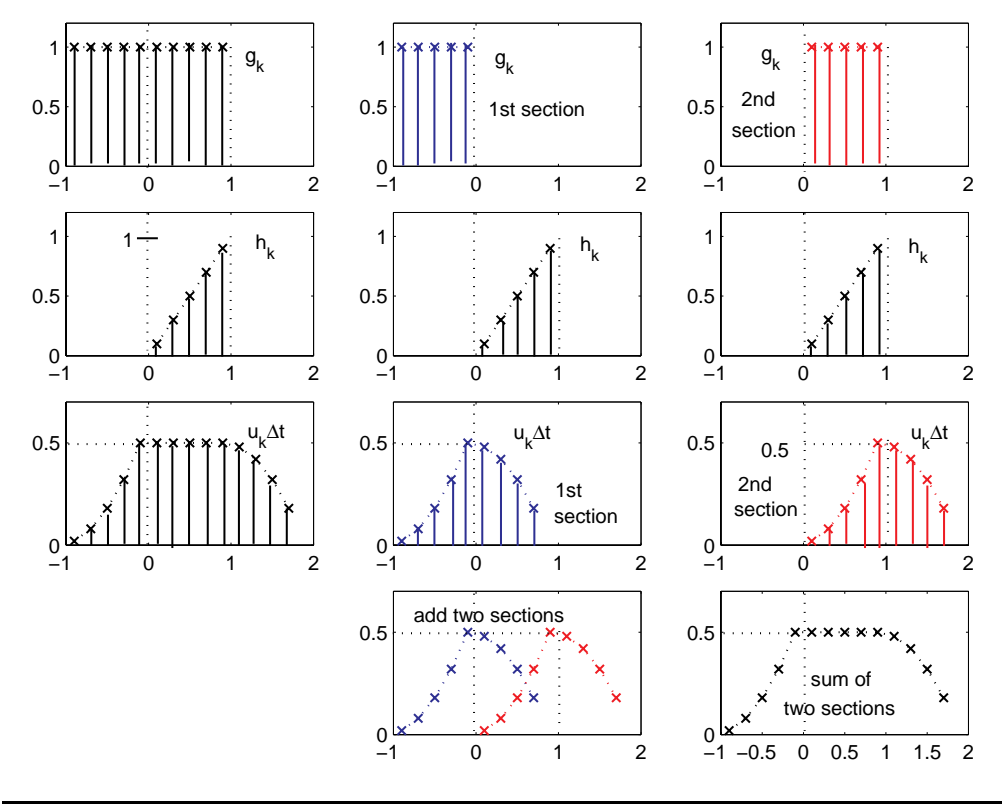 1
g_k
0.5
0
−1 0 1 2
1
g_k
1st section
0.5
0
−1 0 1 2
1
g_k
2nd
section
0.5
0
−1 0 1 2
1
1
h_k
0.5
0
−1 0 1 2
1
h_k
0.5
0
−1 0 1 2
1
h_k
0.5
0
−1 0 1 2
0.5
u_kΔt
0
−1 0 1 2
0.5
u_kΔt
1st
section
0
−1 0 1 2
0.5
0.5
u_kΔt
2nd
section
0
−1 0 1 2
add two sections
0.5
0
−1 0 1 2
0.5
sum of
two sections
0
−1 −0.5 0 0.5 1 1.5 2